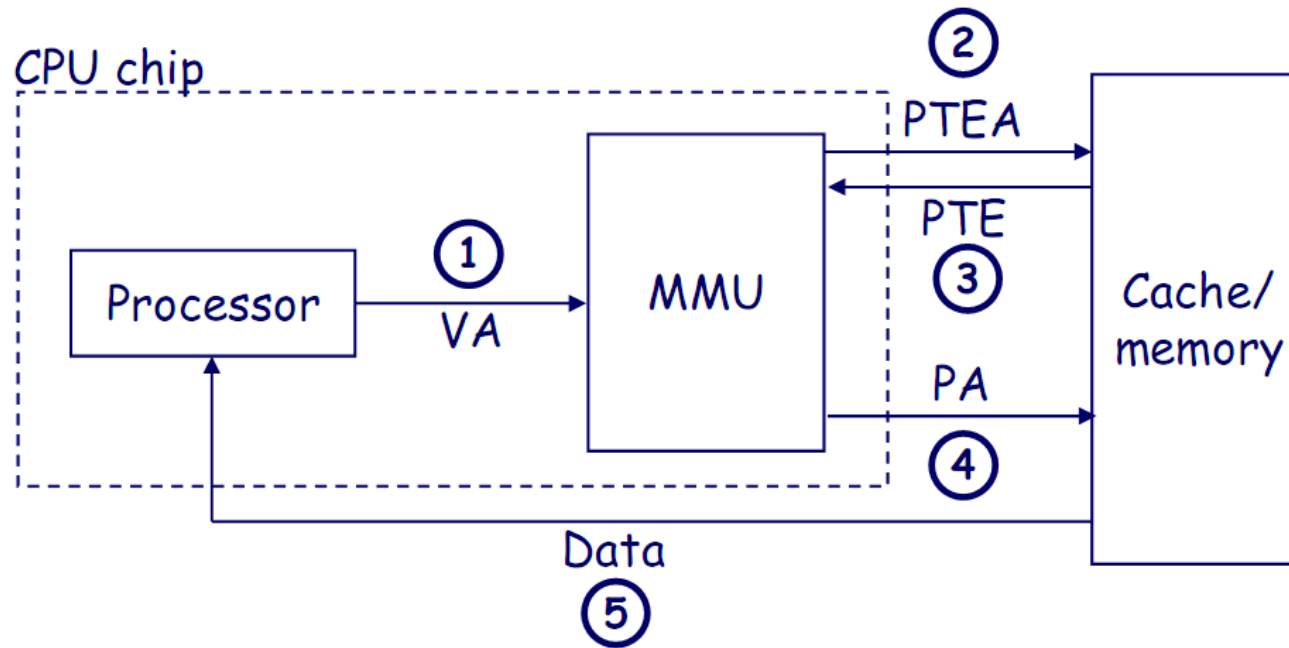 CPU chip
2
PTEA
PTE
3
1
VA
Processor
MMU
Cache/
memory
PA
4
Data
5